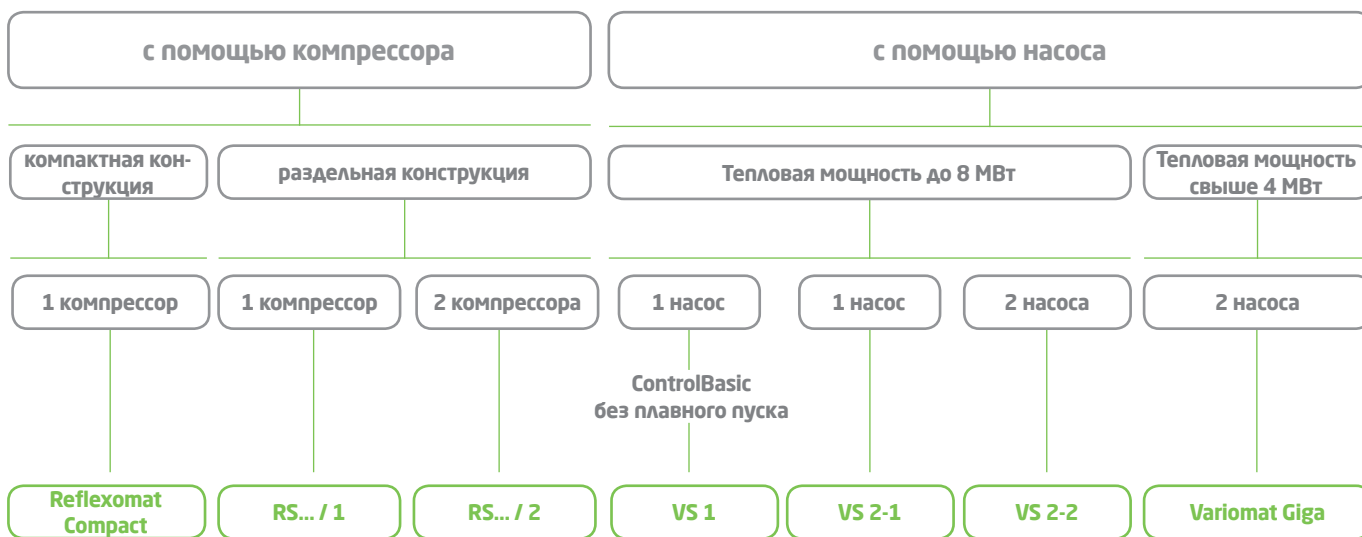 с помощью компрессора
с помощью насоса
компактная кон-
струкция
раздельная конструкция
Тепловая мощность до 8 МВт
Тепловая мощность
свыше 4 МВт
1 компрессор
1 компрессор
2 компрессора
1 насос
1 насос
2 насоса
2 насоса
ControlBasic
без плавного пуска
Reflexomat
Compact
RS... / 1
RS... / 2
VS 1
VS 2-1
VS 2-2
Variomat Giga